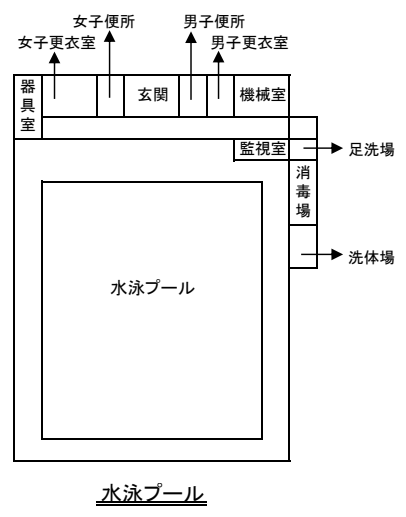 女子便所
男子便所
女子更衣室
男子更衣室
器具室
玄関
機械室
監視室
足洗場
消毒場
洗体場
水泳プール
水泳プール